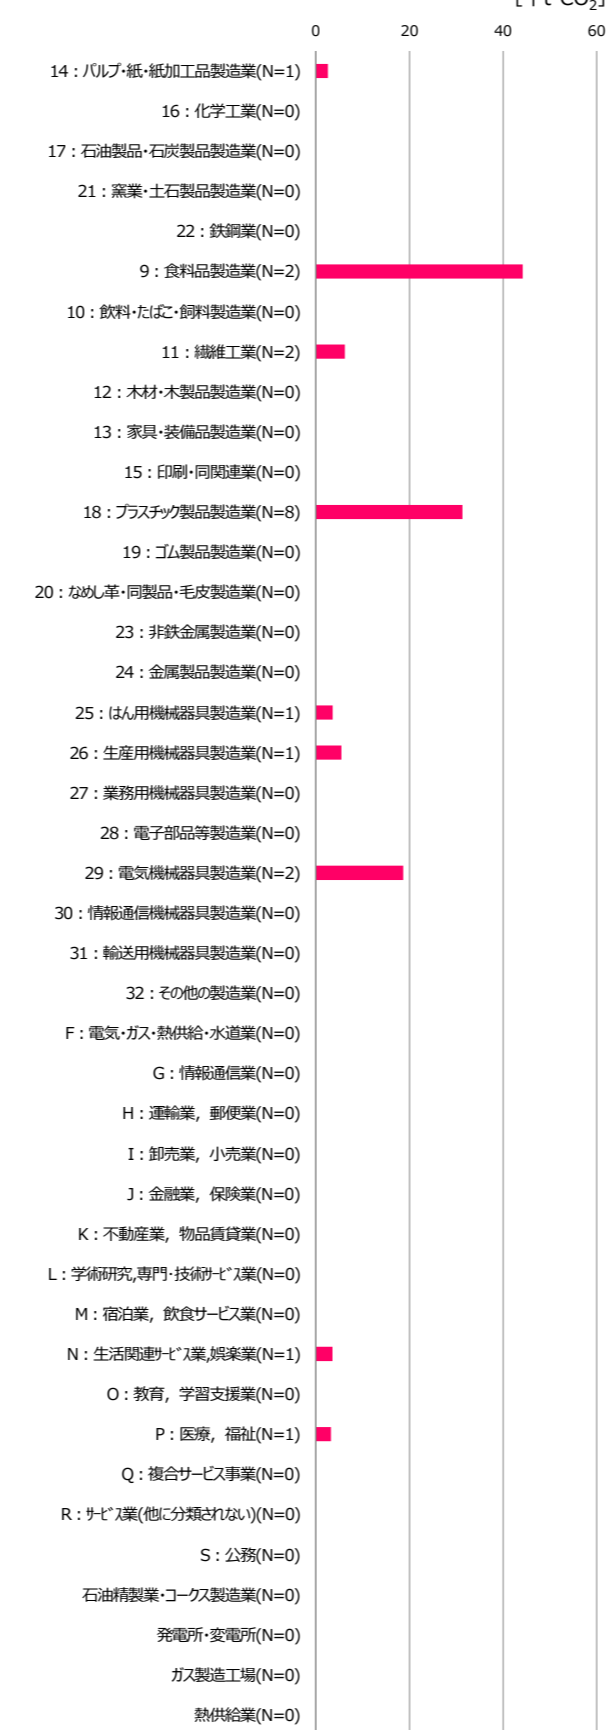 CO2]
0 20 40 60
14：パルプ・紙・紙加工品製造業(N=1)
16：化学工業(N=0)
17：石油製品・石炭製品製造業(N=0)
21：窯業・土石製品製造業(N=0)
22：鉄鋼業(N=0)
9：食料品製造業(N=2)
10：飲料・たばこ・飼料製造業(N=0)
11：繊維工業(N=2)
12：木材・木製品製造業(N=0)
13：家具・装備品製造業(N=0)
15：印刷・同関連業(N=0)
18：プラスチック製品製造業(N=8)
19：ゴム製品製造業(N=0)
20：なめし革・同製品・毛皮製造業(N=0)
23：非鉄金属製造業(N=0)
24：金属製品製造業(N=0)
25：はん用機械器具製造業(N=1)
26：生産用機械器具製造業(N=1)
27：業務用機械器具製造業(N=0)
28：電子部品等製造業(N=0)
29：電気機械器具製造業(N=2)
30：情報通信機械器具製造業(N=0)
31：輸送用機械器具製造業(N=0)
32：その他の製造業(N=0)
F：電気・ガス・熱供給・水道業(N=0)
G：情報通信業(N=0)
H：運輸業，郵便業(N=0)
I：卸売業，小売業(N=0)
J：金融業，保険業(N=0)
K：不動産業，物品賃貸業(N=0)
L：学術研究,専門・技術ｻｰﾋﾞｽ業(N=0)
M：宿泊業，飲食サービス業(N=0)
N：生活関連ｻｰﾋﾞｽ業,娯楽業(N=1)
O：教育，学習支援業(N=0)
P：医療，福祉(N=1)
Q：複合サービス事業(N=0)
R：ｻｰﾋﾞｽ業(他に分類されない)(N=0)
S：公務(N=0)
石油精製業・コークス製造業(N=0)
発電所・変電所(N=0)
ガス製造工場(N=0)
熱供給業(N=0)